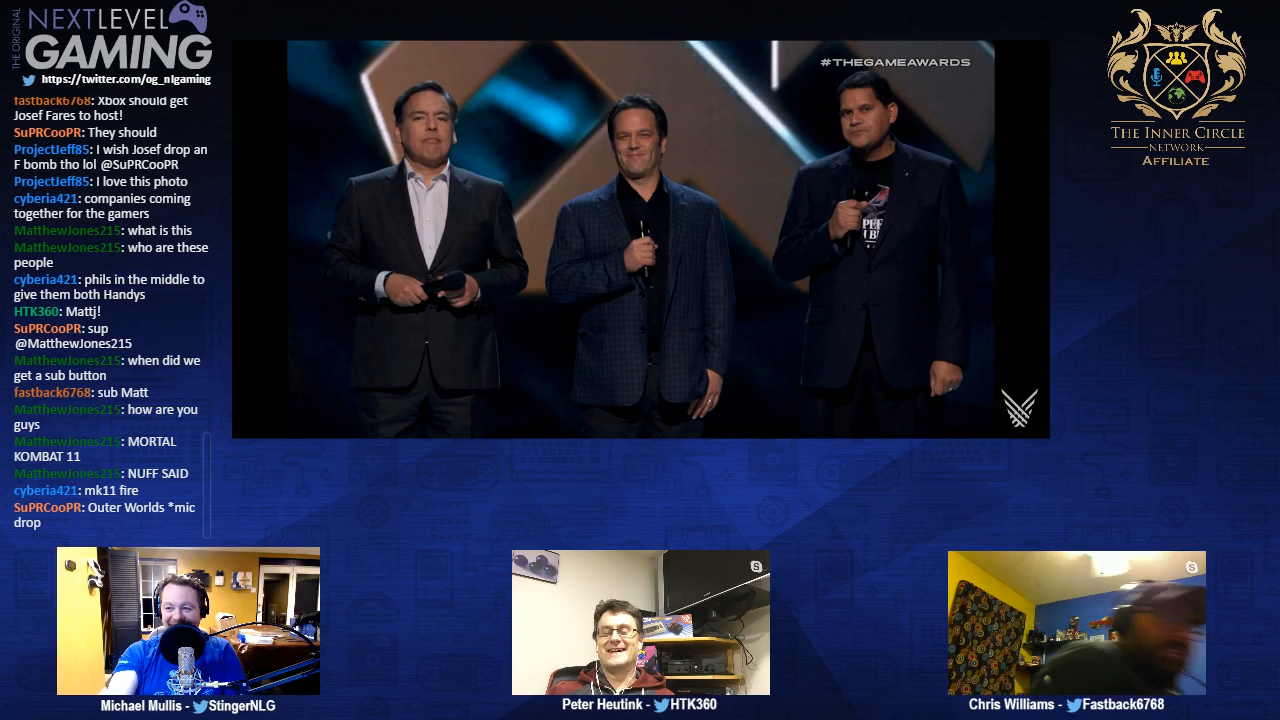 THE ORIGINAL
NEXTLEVEL
GAMING
https://twitter.com/og_nlgaming
fastback6768: Xbox should get
Josef Fares to host!
SuPRCooPR: They should
ProjectJeff85: I wish Josef drop an
F bomb tho lol @SuPRCooPR
ProjectJeff85: I love this photo
cyberia421: companies coming
together for the gamers
MatthewJones215: what is this
MatthewJones215: who are these
people
cyberia421: phils in the middle to
give them both Handys
HTK360: Mattj!
SuPRCooPR: sup
@MatthewJones215
MatthewJones215: when did we
get a sub button
fastback6768: sub Matt
MatthewJones215: how are you
guys
MatthewJones215: MORTAL
KOMBAT 11
MatthewJones215: NUFF SAID
cyberia421: mk11 fire
SuPRCooPR: Outer Worlds *mic
drop
#THEGAMEAWARDS
THE INNER CIRCLE
NETWORK
AFFILIATE
Michael Mullis - StingerNLG
Peter Heutink - HTK360
Chris Williams - Fastback6768